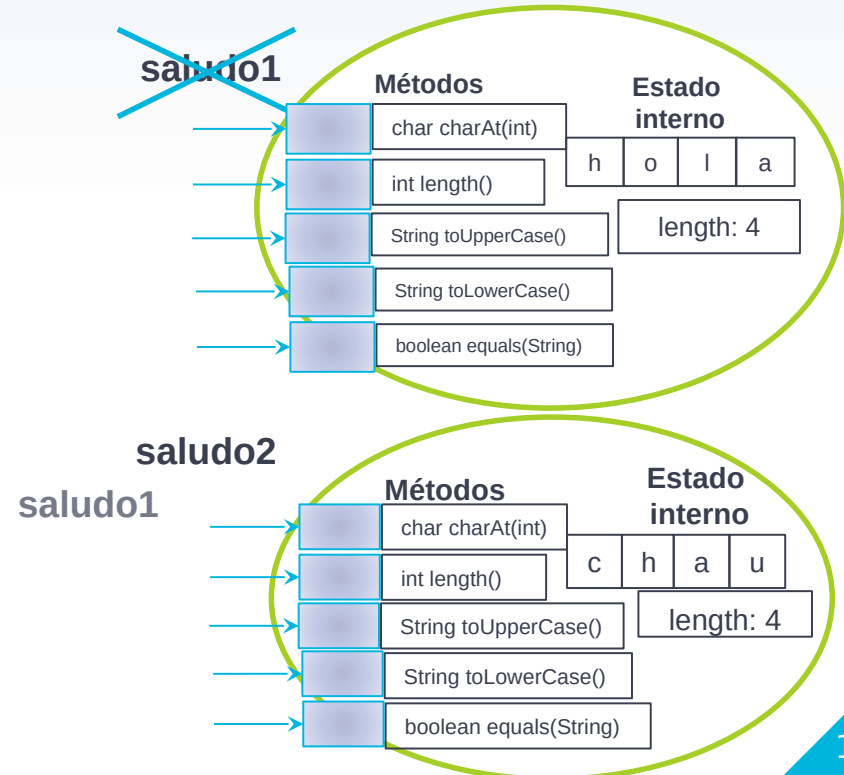 saludo1
Métodos
Estado
interno
char charAt(int)
h o l a
int length()
length: 4
String toUpperCase()
String toLowerCase()
boolean equals(String)
saludo2
saludo1
Métodos
Estado
interno
char charAt(int)
c h a u
int length()
length: 4
String toUpperCase()
String toLowerCase()
boolean equals(String)